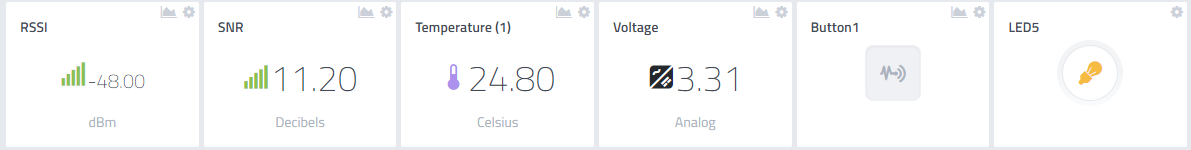 RSSI
-48.00
dBm
SNR
11.20
Decibels
Temperature (1)
24.80
Celsius
Voltage
3.31
Analog
Button1
LED5